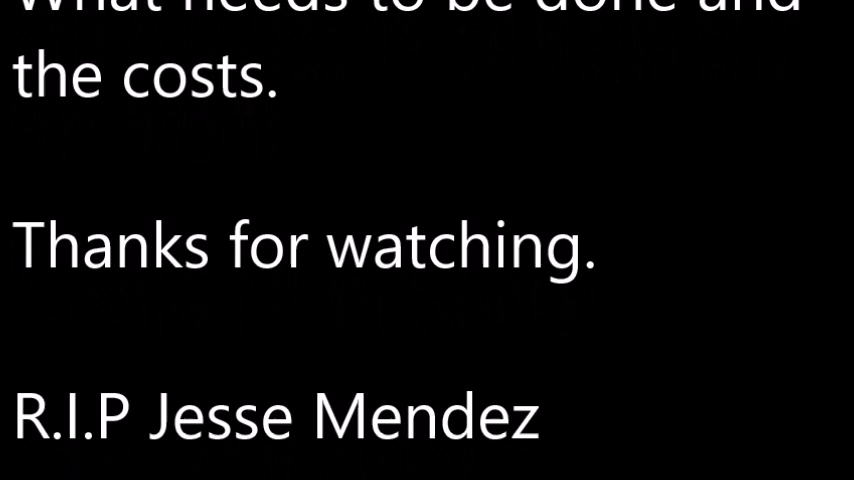 What needs to be done and
the costs.
Thanks for watching.
R.I.P Jesse Mendez